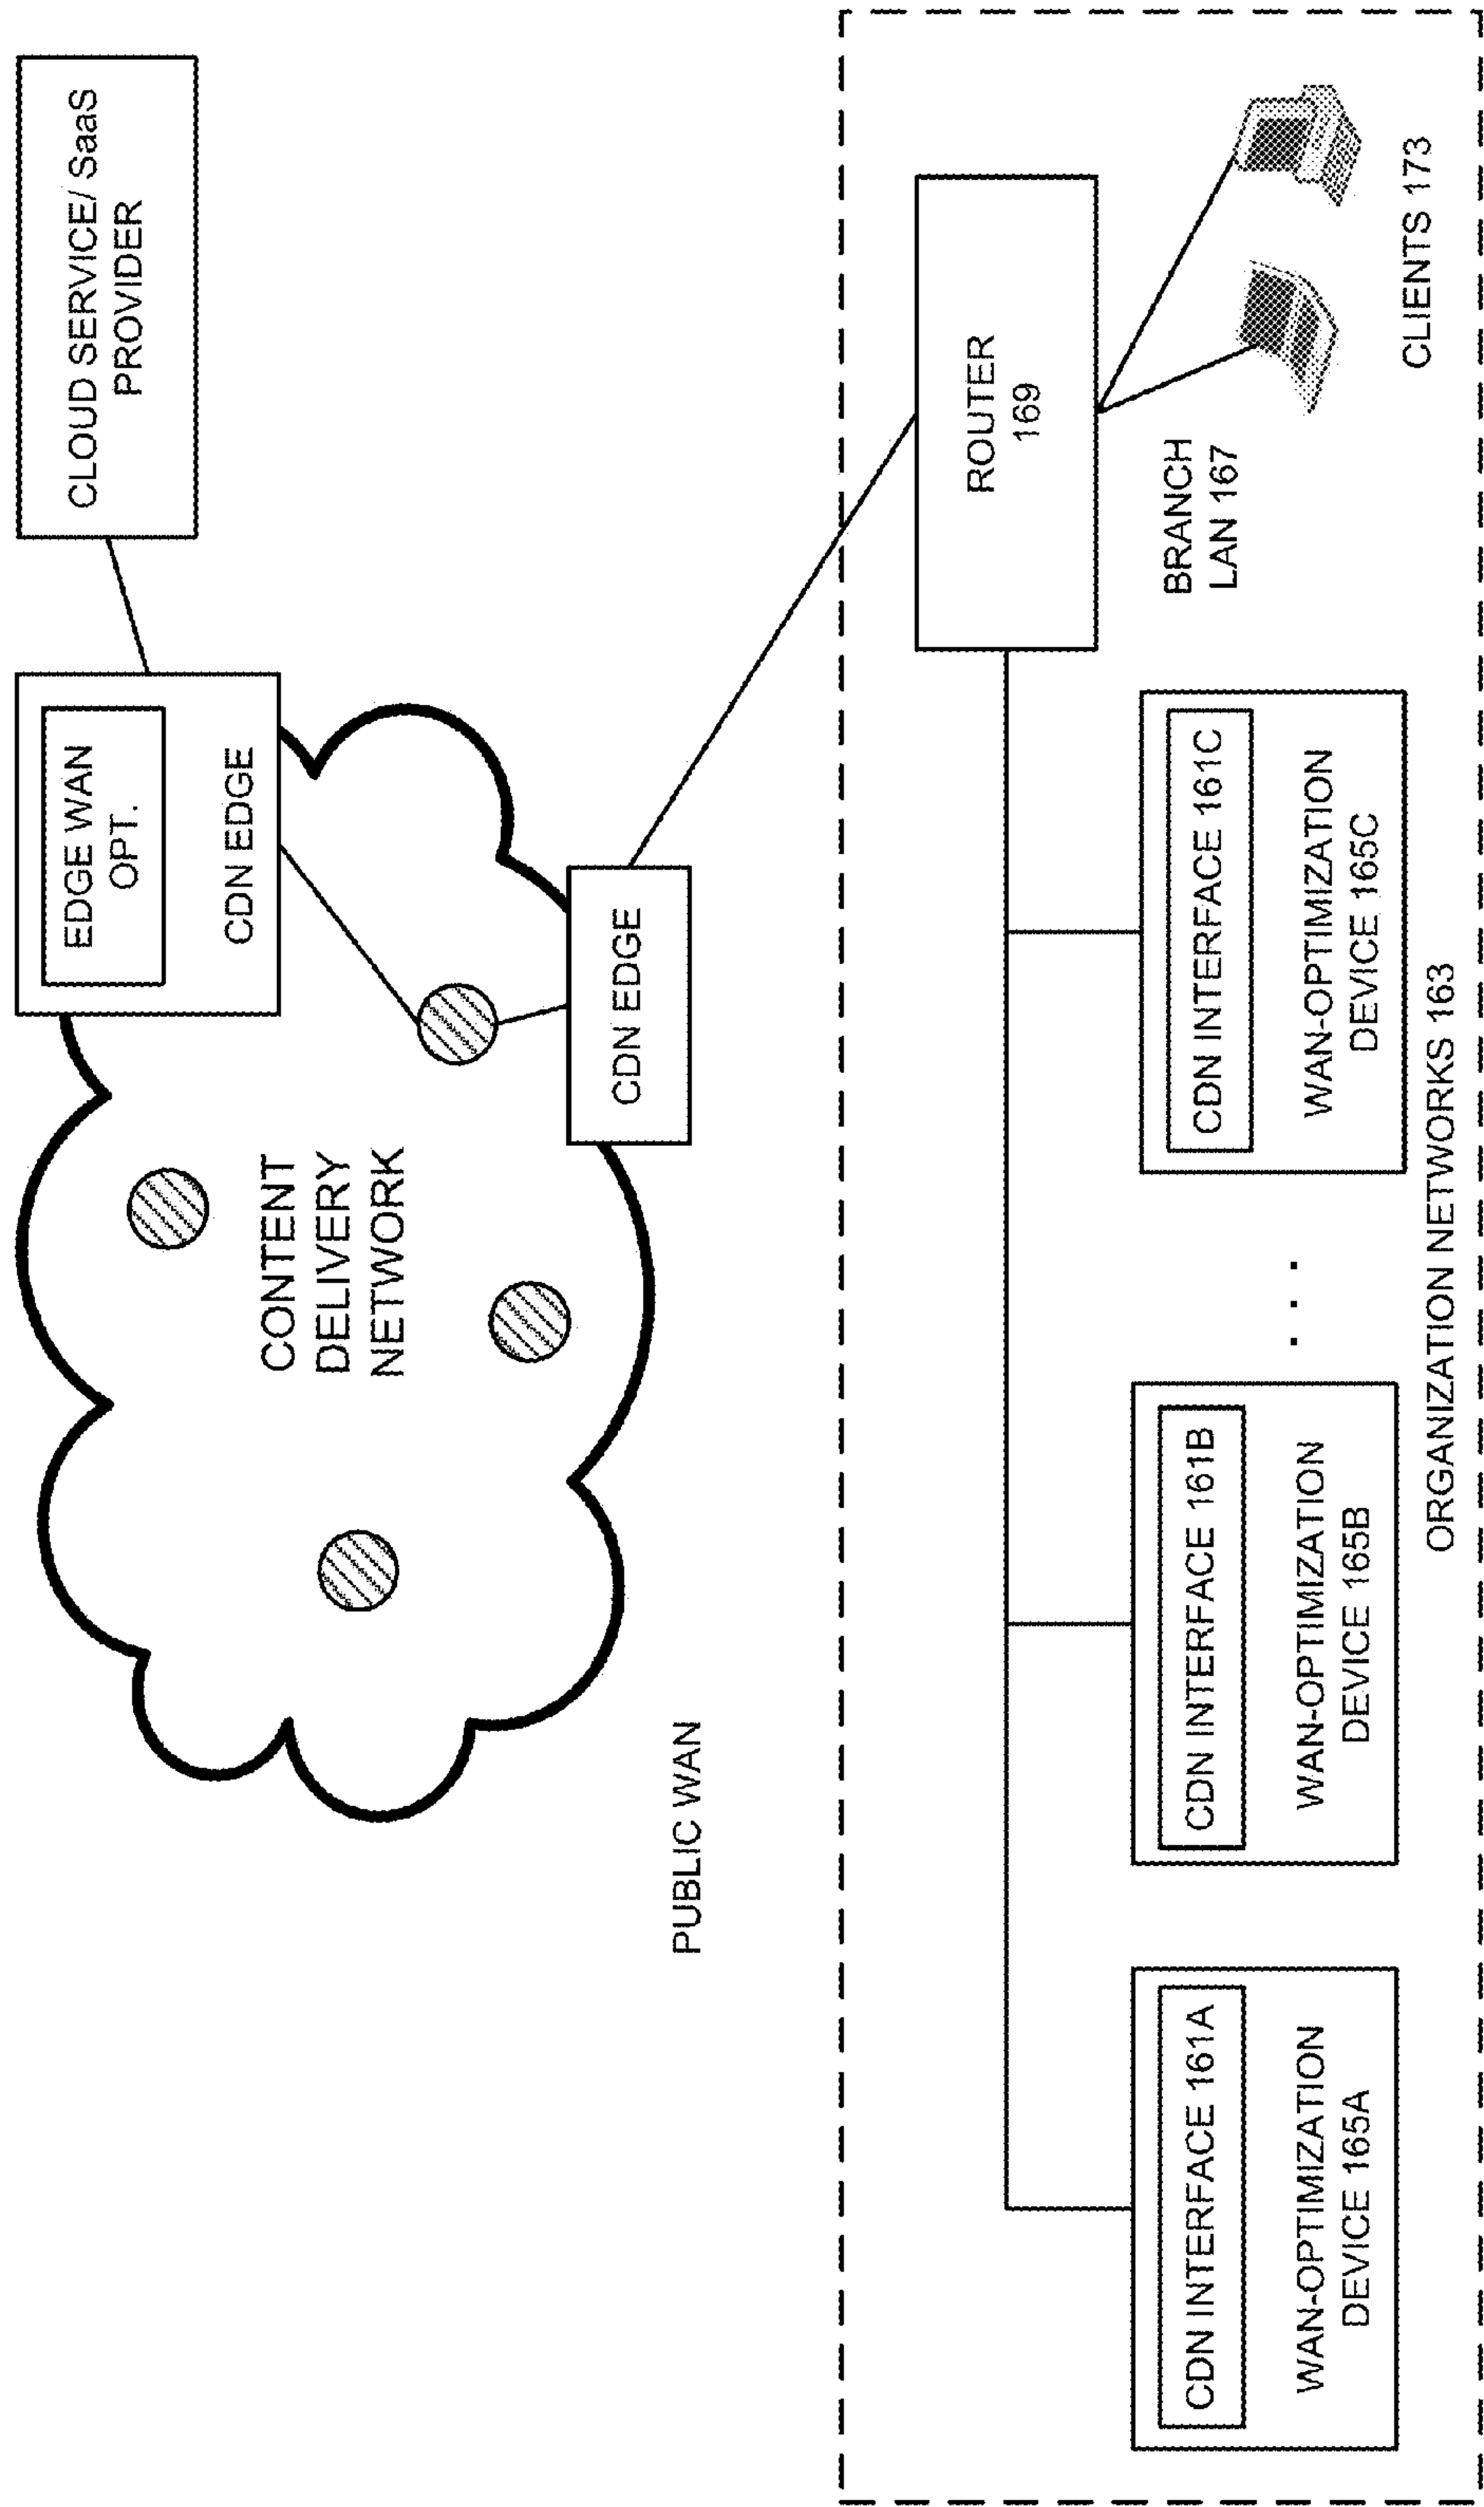 CLOUD SERVICE/ SaaS
PROVIDER
EDGE WAN
OPT.
CDN EDGE
CONTENT
DELIVERY
NETWORK
CDN EDGE
PUBLIC WAN
ROUTER
169
BRANCH
LAN 167
CLIENTS 173
CDN INTERFACE 161A
WAN-OPTIMIZATION
DEVICE 165A
CDN INTERFACE 161B
WAN-OPTIMIZATION
DEVICE 165B
. . .
CDN INTERFACE 161C
WAN-OPTIMIZATION
DEVICE 165C
ORGANIZATION NETWORKS 163